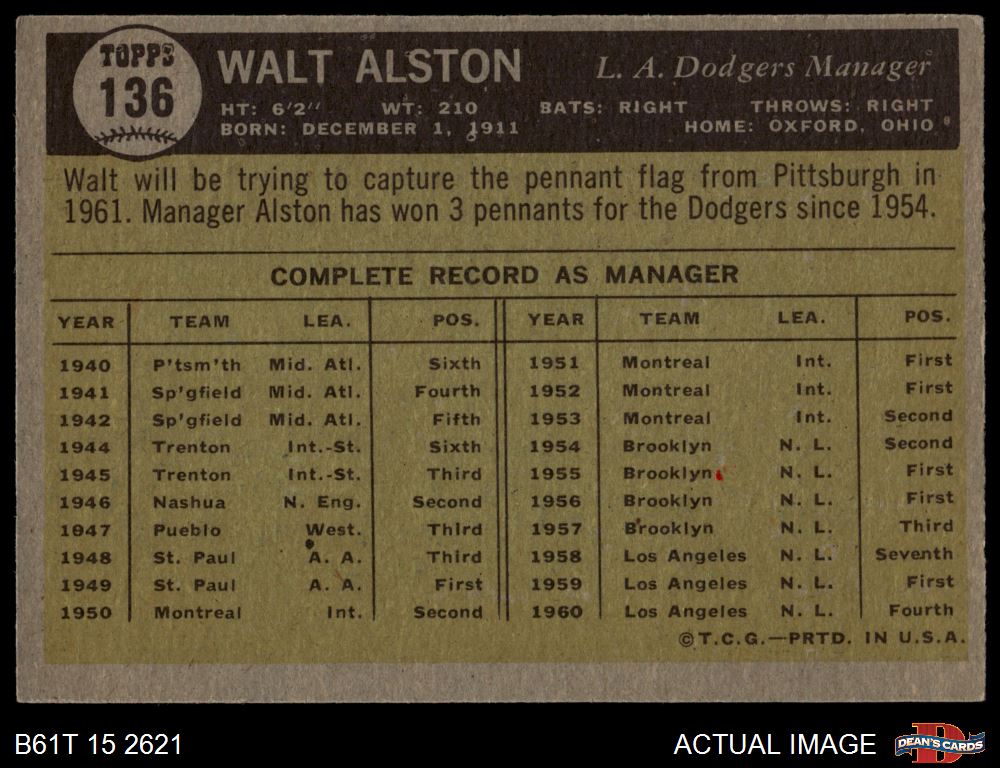 TOPPS
136
WALT ALSTON L. A. Dodgers Manager
HT: 6'2" WT: 210 BATS: RIGHT THROWS: RIGHT
BORN: DECEMBER 1, 1911 HOME: OXFORD, OHIO
Walt will be trying to capture the pennant flag from Pittsburgh in
1961. Manager Alston has won 3 pennants for the Dodgers since 1954.
COMPLETE RECORD AS MANAGER
YEAR TEAM LEA. POS. YEAR TEAM LEA. POS.
1940 P'tsm'th Mid. Atl. Sixth 1951 Montreal Int. First
1941 Sp'gfield Mid. Atl. Fourth 1952 Montreal Int. First
1942 Sp'gfield Mid. Atl. Fifth 1953 Montreal Int. Second
1944 Trenton Int.-St. Sixth 1954 Brooklyn N. L. Second
1945 Trenton Int.-St. Third 1955 Brooklyn N. L. First
1946 Nashua N. Eng. Second 1956 Brooklyn N. L. First
1947 Pueblo West. Third 1957 Brooklyn N. L. Third
1948 St. Paul A. A. Third 1958 Los Angeles N. L. Seventh
1949 St. Paul A. A. First 1959 Los Angeles N. L. First
1950 Montreal Int. Second 1960 Los Angeles N. L. Fourth
©T.C.G.—PRTD. IN U.S.A.
B61T 15 2621 ACTUAL IMAGE D DEAN'S CARDS